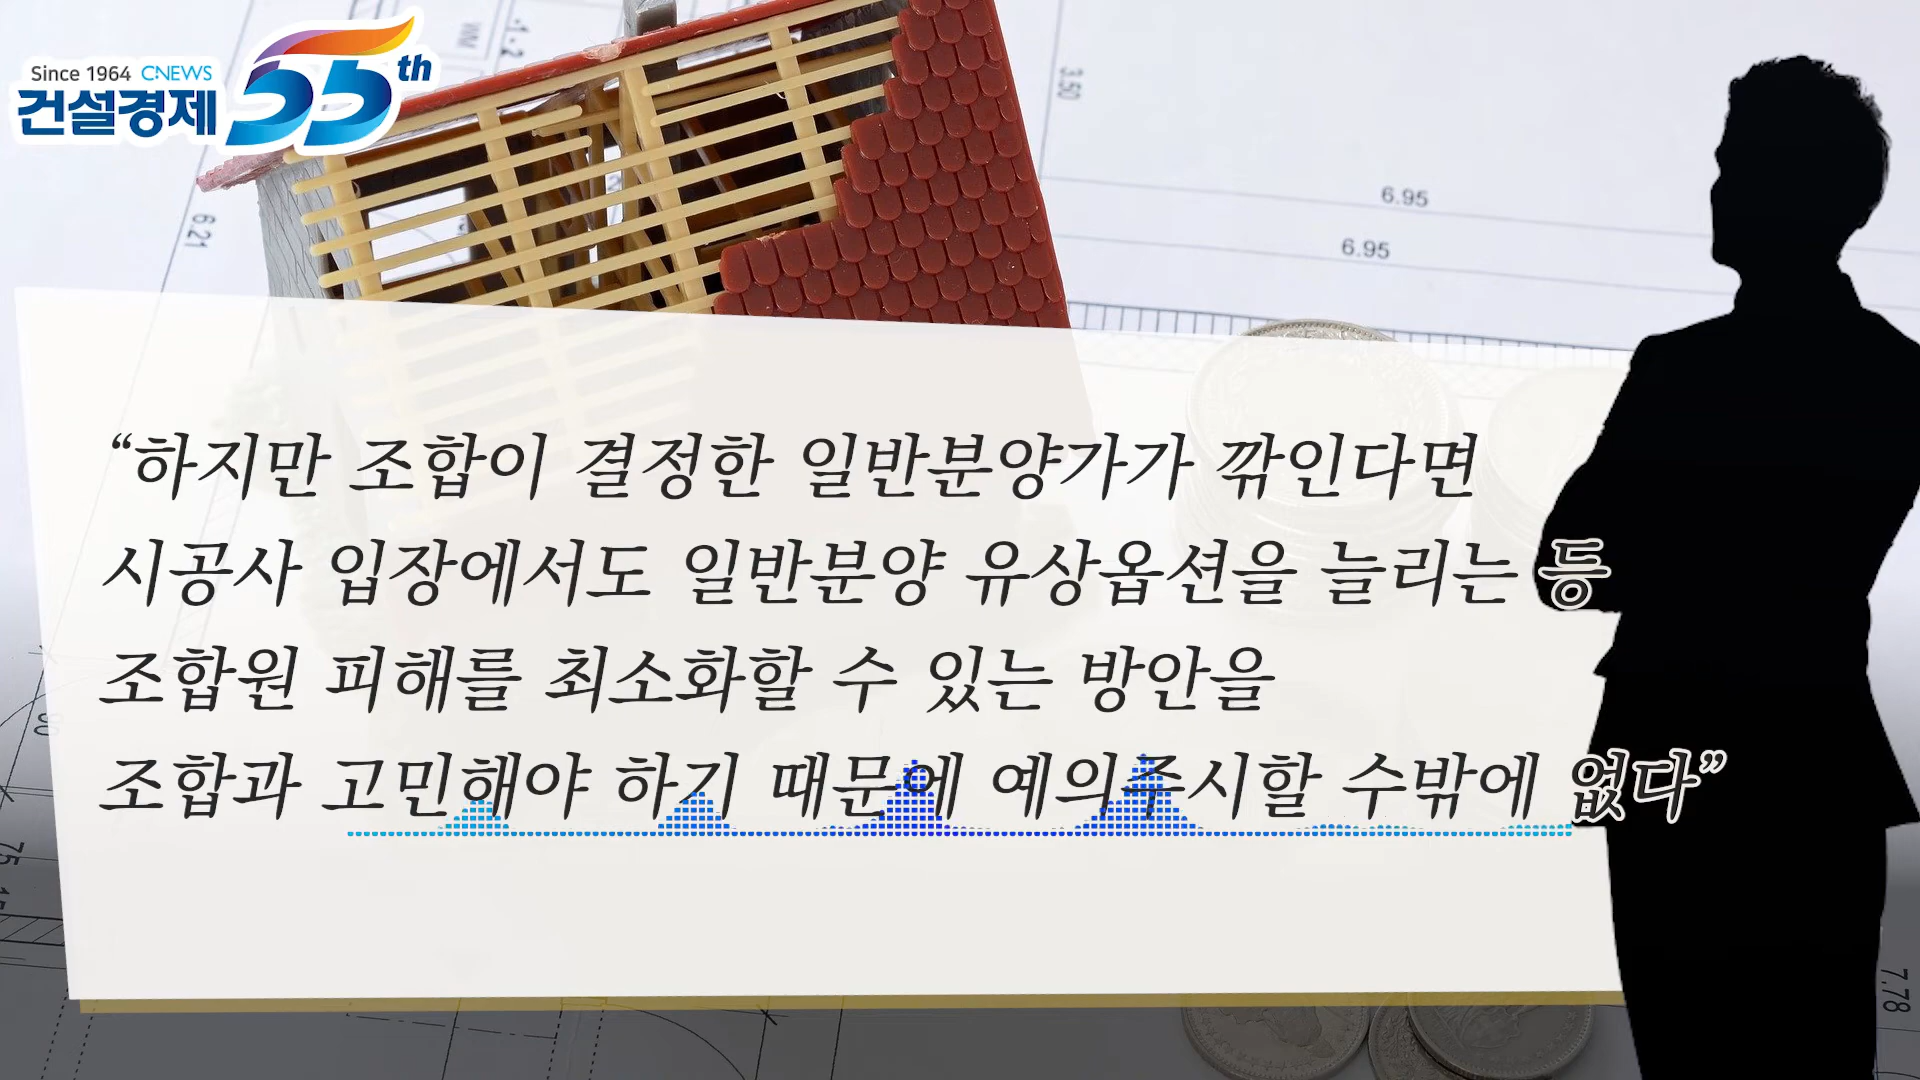 Since 1964 CNEWS
건설경제 55th
1-2
WM
3.50
6.21
6.95
6.95
“하지만 조합이 결정한 일반분양가가 깎인다면
시공사 입장에서도 일반분양 유상옵션을 늘리는 등
조합원 피해를 최소화할 수 있는 방안을
조합과 고민해야 하기 때문에 예의주시할 수밖에 없다”
75
7.78